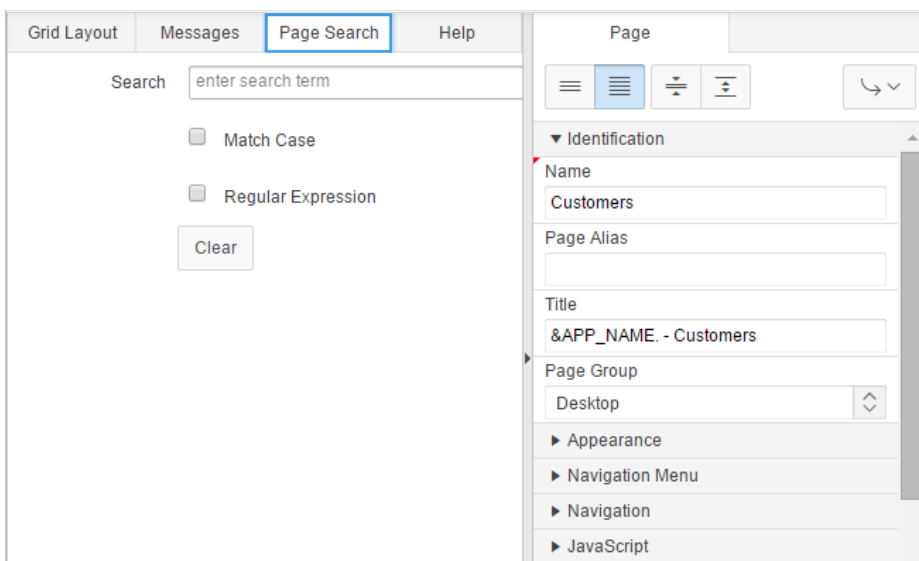 Grid Layout Messages Page Search Help
Search enter search term
Match Case
Regular Expression
Clear
Page
Identification
Name
Customers
Page Alias
Title
&APP_NAME. - Customers
Page Group
Desktop
Appearance
Navigation Menu
Navigation
JavaScript